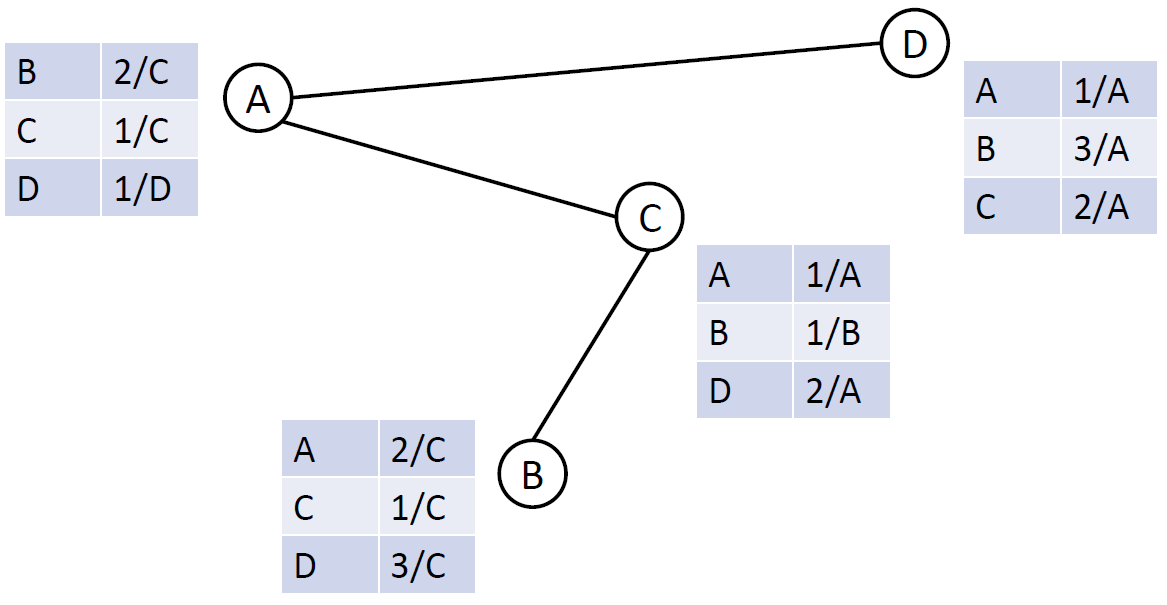 D
B 2/C
C 1/C
D 1/D
A
A 1/A
B 3/A
C 2/A
C
A 1/A
B 1/B
D 2/A
A 2/C
C 1/C
D 3/C
B